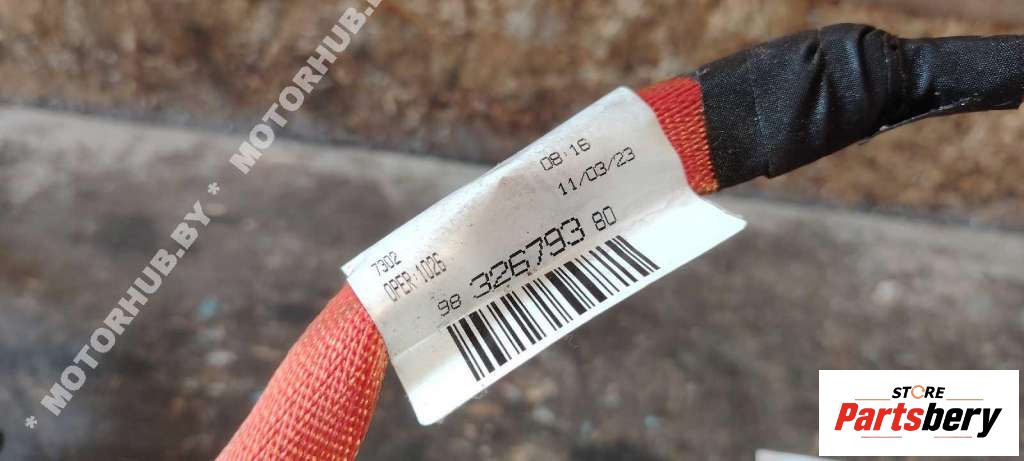 * MOTORHUB.BY * MOTORHUB.BY
08:16
11/03/23
7302
OPER-1026
98 326793 80
STORE
Partsbery